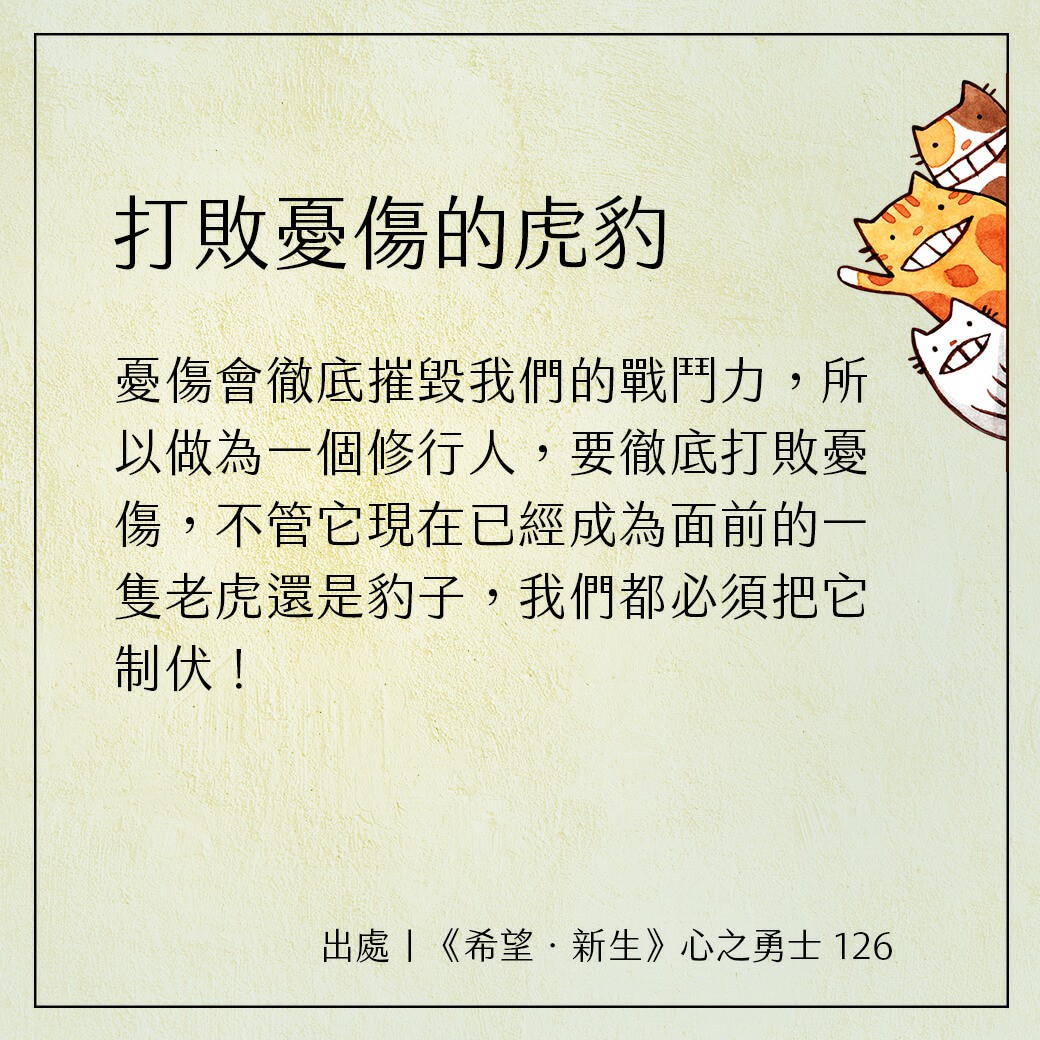 打敗憂傷的虎豹
憂傷會徹底摧毀我們的戰鬥力，所
以做為一個修行人，要徹底打敗憂
傷，不管它現在已經成為面前的一
隻老虎還是豹子，我們都必須把它
制伏！
出處｜《希望．新生》心之勇士 126